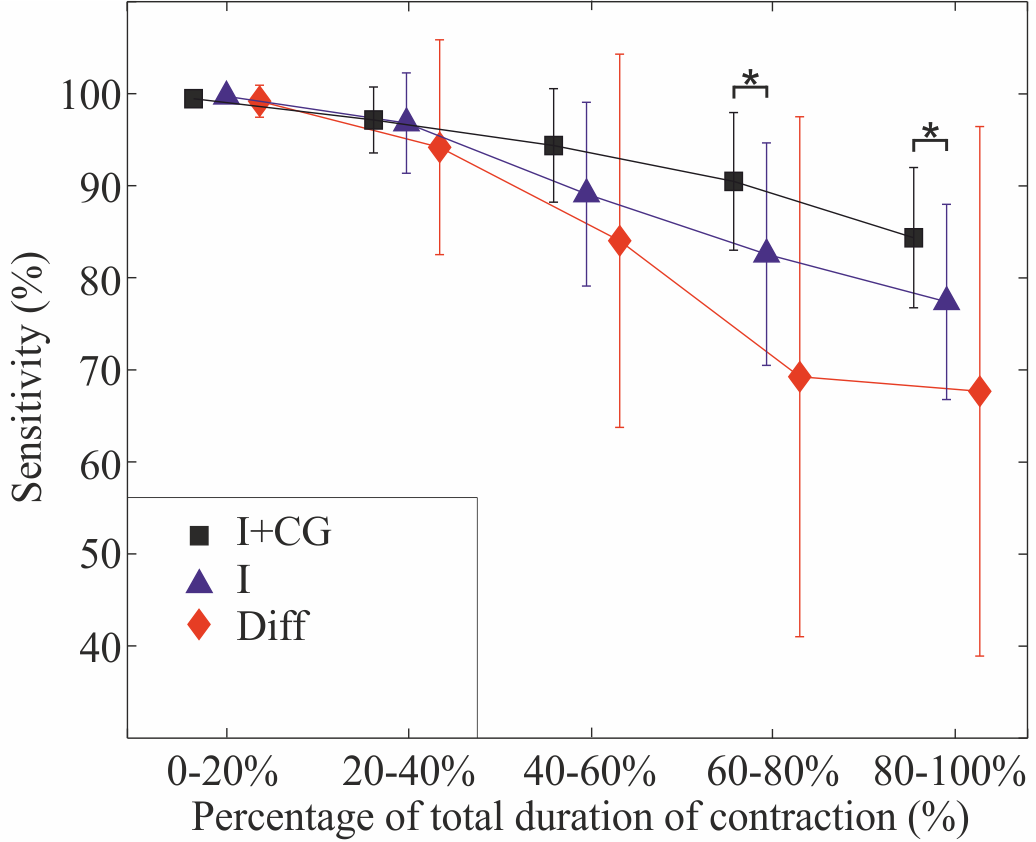 Sensitivity (%)
100
90
80
70
60
50
40
*
*
I+CG
I
Diff
0-20% 20-40% 40-60% 60-80% 80-100%
Percentage of total duration of contraction (%)